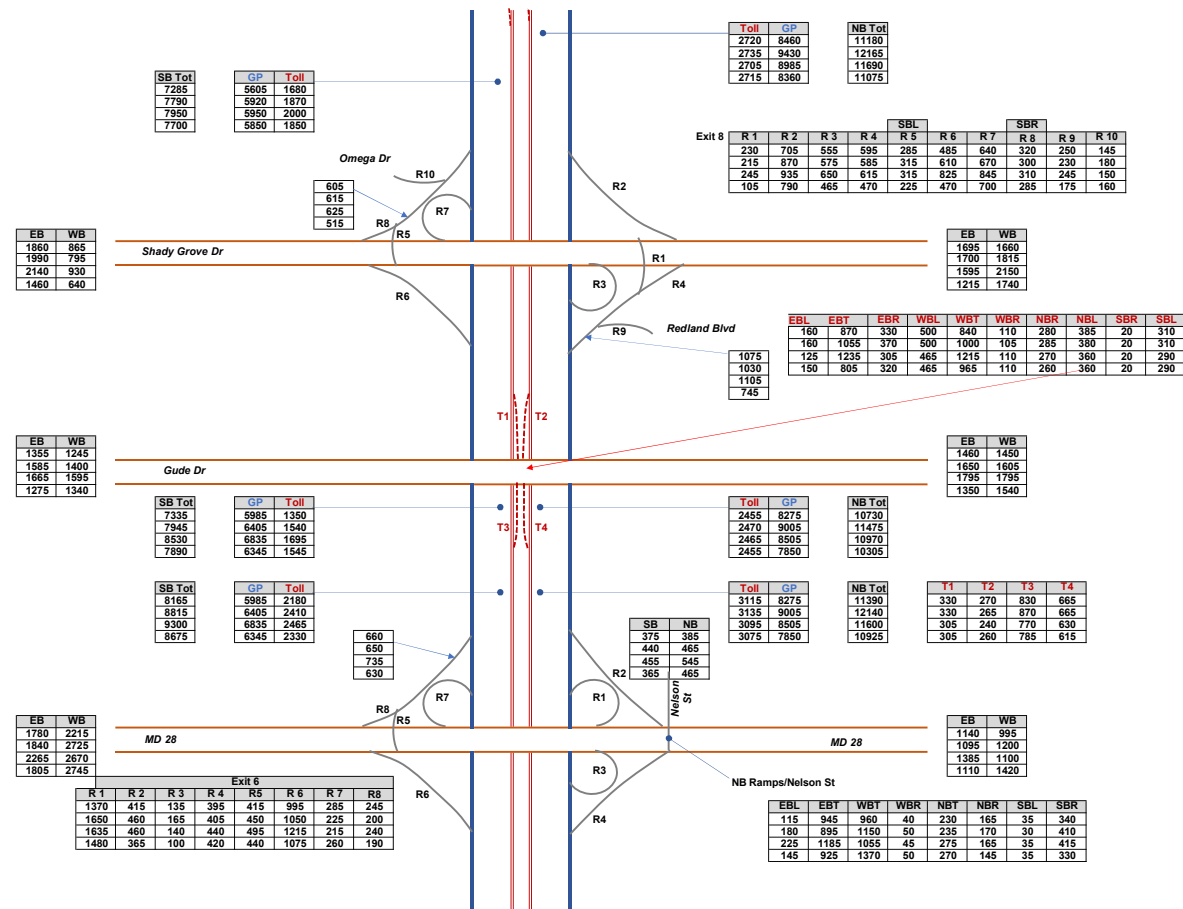 Toll GP NB Tot
2720 8460 11180
2735 9430 12165
2705 8985 11690
2715 8360 11075
SB Tot GP Toll
7285 5605 1680
7790 5920 1870
7950 5950 2000
7700 5850 1850
SBL SBR
Exit 8 R 1 R 2 R 3 R 4 R 5 R 6 R 7 R 8 R 9 R 10
230 705 555 595 285 485 640 320 250 145
215 870 575 585 315 610 670 300 230 180
245 935 650 615 315 825 845 310 245 150
105 790 465 470 225 470 700 285 175 160
Omega Dr
R10
R2
605
615
625
515
R7
R8
R5
EB WB
1860 865
1990 795
2140 930
1460 640
Shady Grove Dr
EB WB
1695 1660
1700 1815
1595 2150
1215 1740
R1
R3
R4
R6
R9
Redland Blvd
1075
1030
1105
745
EBL EBT EBR WBL WBT WBR NBR NBL SBR SBL
160 870 330 500 840 110 280 385 20 310
160 1055 370 500 1000 105 285 380 20 310
125 1235 305 465 1215 110 270 360 20 290
150 805 320 465 965 110 260 360 20 290
T1 T2
EB WB
1355 1245
1585 1400
1665 1595
1275 1340
Gude Dr
EB WB
1460 1450
1650 1605
1795 1795
1350 1540
SB Tot GP Toll
7335 5985 1350
7945 6405 1540
8530 6835 1695
7890 6345 1545
T3 T4
Toll GP NB Tot
2455 8275 10730
2470 9005 11475
2465 8505 10970
2455 7850 10305
SB Tot GP Toll
8165 5985 2180
8815 6405 2410
9300 6835 2465
8675 6345 2330
Toll GP NB Tot
3115 8275 11390
3135 9005 12140
3095 8505 11600
3075 7850 10925
T1 T2 T3 T4
330 270 830 665
330 265 870 665
305 240 770 630
305 260 785 615
SB NB
375 385
440 465
455 545
365 465
660
650
735
630
R2
R1
R7
R8
R5
Nelson
St
EB WB
1780 2215
1840 2725
2265 2670
1805 2745
MD 28
MD 28
EB WB
1140 995
1095 1200
1385 1100
1110 1420
R3
R4
R6
NB Ramps/Nelson St
Exit 6
R 1 R 2 R 3 R 4 R5 R 6 R 7 R8
1370 415 135 395 415 995 285 245
1650 460 165 405 450 1050 225 200
1635 460 140 440 495 1215 215 240
1480 365 100 420 440 1075 260 190
EBL EBT WBT WBR NBT NBR SBL SBR
115 945 960 40 230 165 35 340
180 895 1150 50 235 170 30 410
225 1185 1055 45 275 165 35 415
145 925 1370 50 270 145 35 330